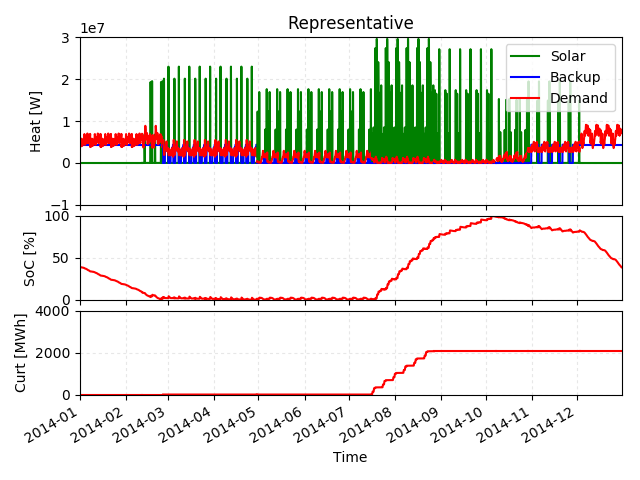 Representative
1e7
3
2
1
0
−1
Heat [W]
Solar
Backup
Demand
100
50
0
SoC [%]
4000
2000
0
Curt [MWh]
2014-01
2014-02
2014-03
2014-04
2014-05
2014-06
2014-07
2014-08
2014-09
2014-10
2014-11
2014-12
Time